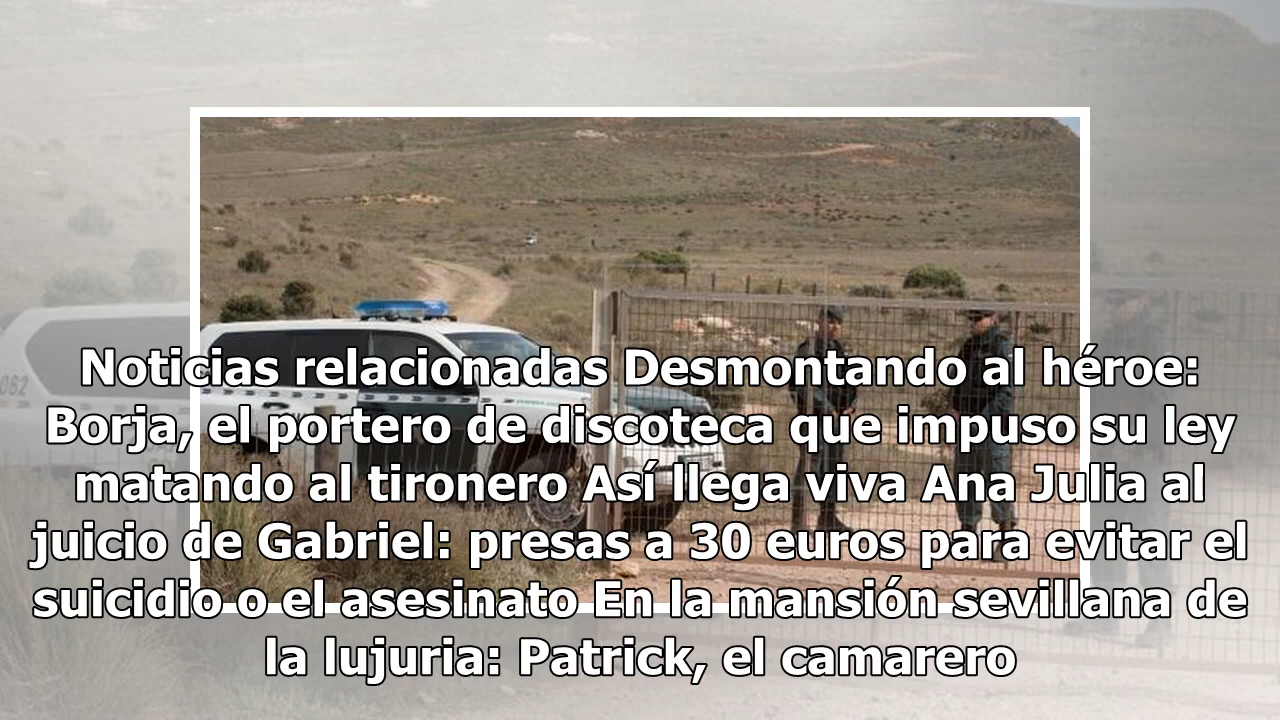 Noticias relacionadas Desmontando al héroe:
Borja, el portero de discoteca que impuso su ley
matando al tironero Así llega viva Ana Julia al
juicio de Gabriel: presas a 30 euros para evitar el
suicidio o el asesinato En la mansión sevillana de
la lujuria: Patrick, el camarero
062